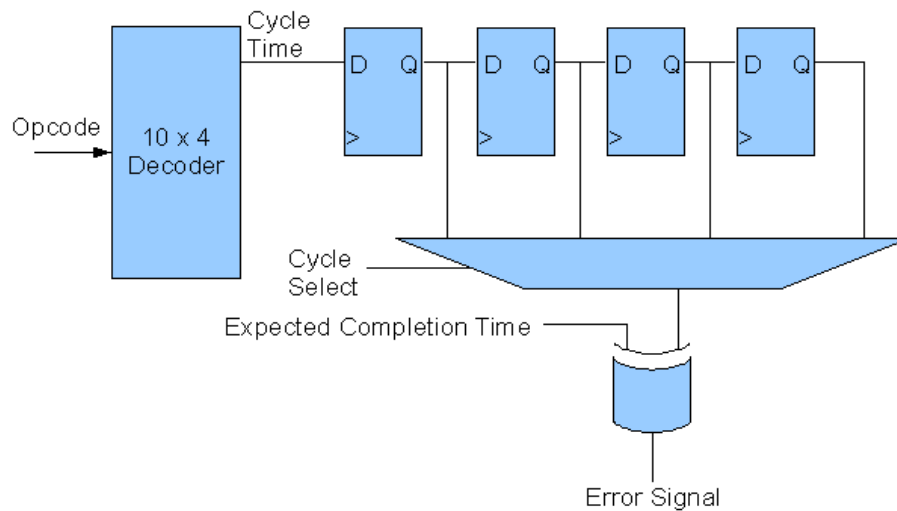 Cycle
Time
D Q D Q D Q D Q
Opcode
10 x 4
Decoder
> > > >
Cycle
Select
Expected Completion Time
Error Signal